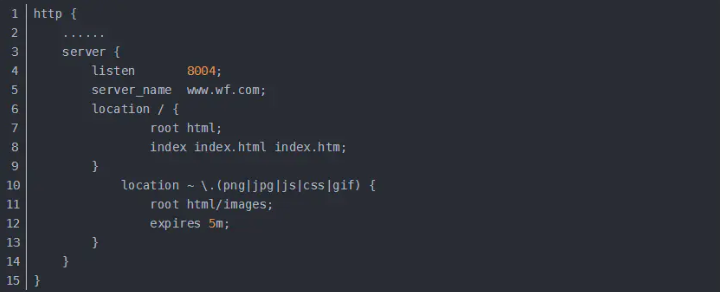 1 http {
2 ......
3 server {
4 listen 8004;
5 server_name www.wf.com;
6 location / {
7 root html;
8 index index.html index.htm;
9 }
10 location ~ \.(png|jpg|js|css|gif) {
11 root html/images;
12 expires 5m;
13 }
14 }
15 }